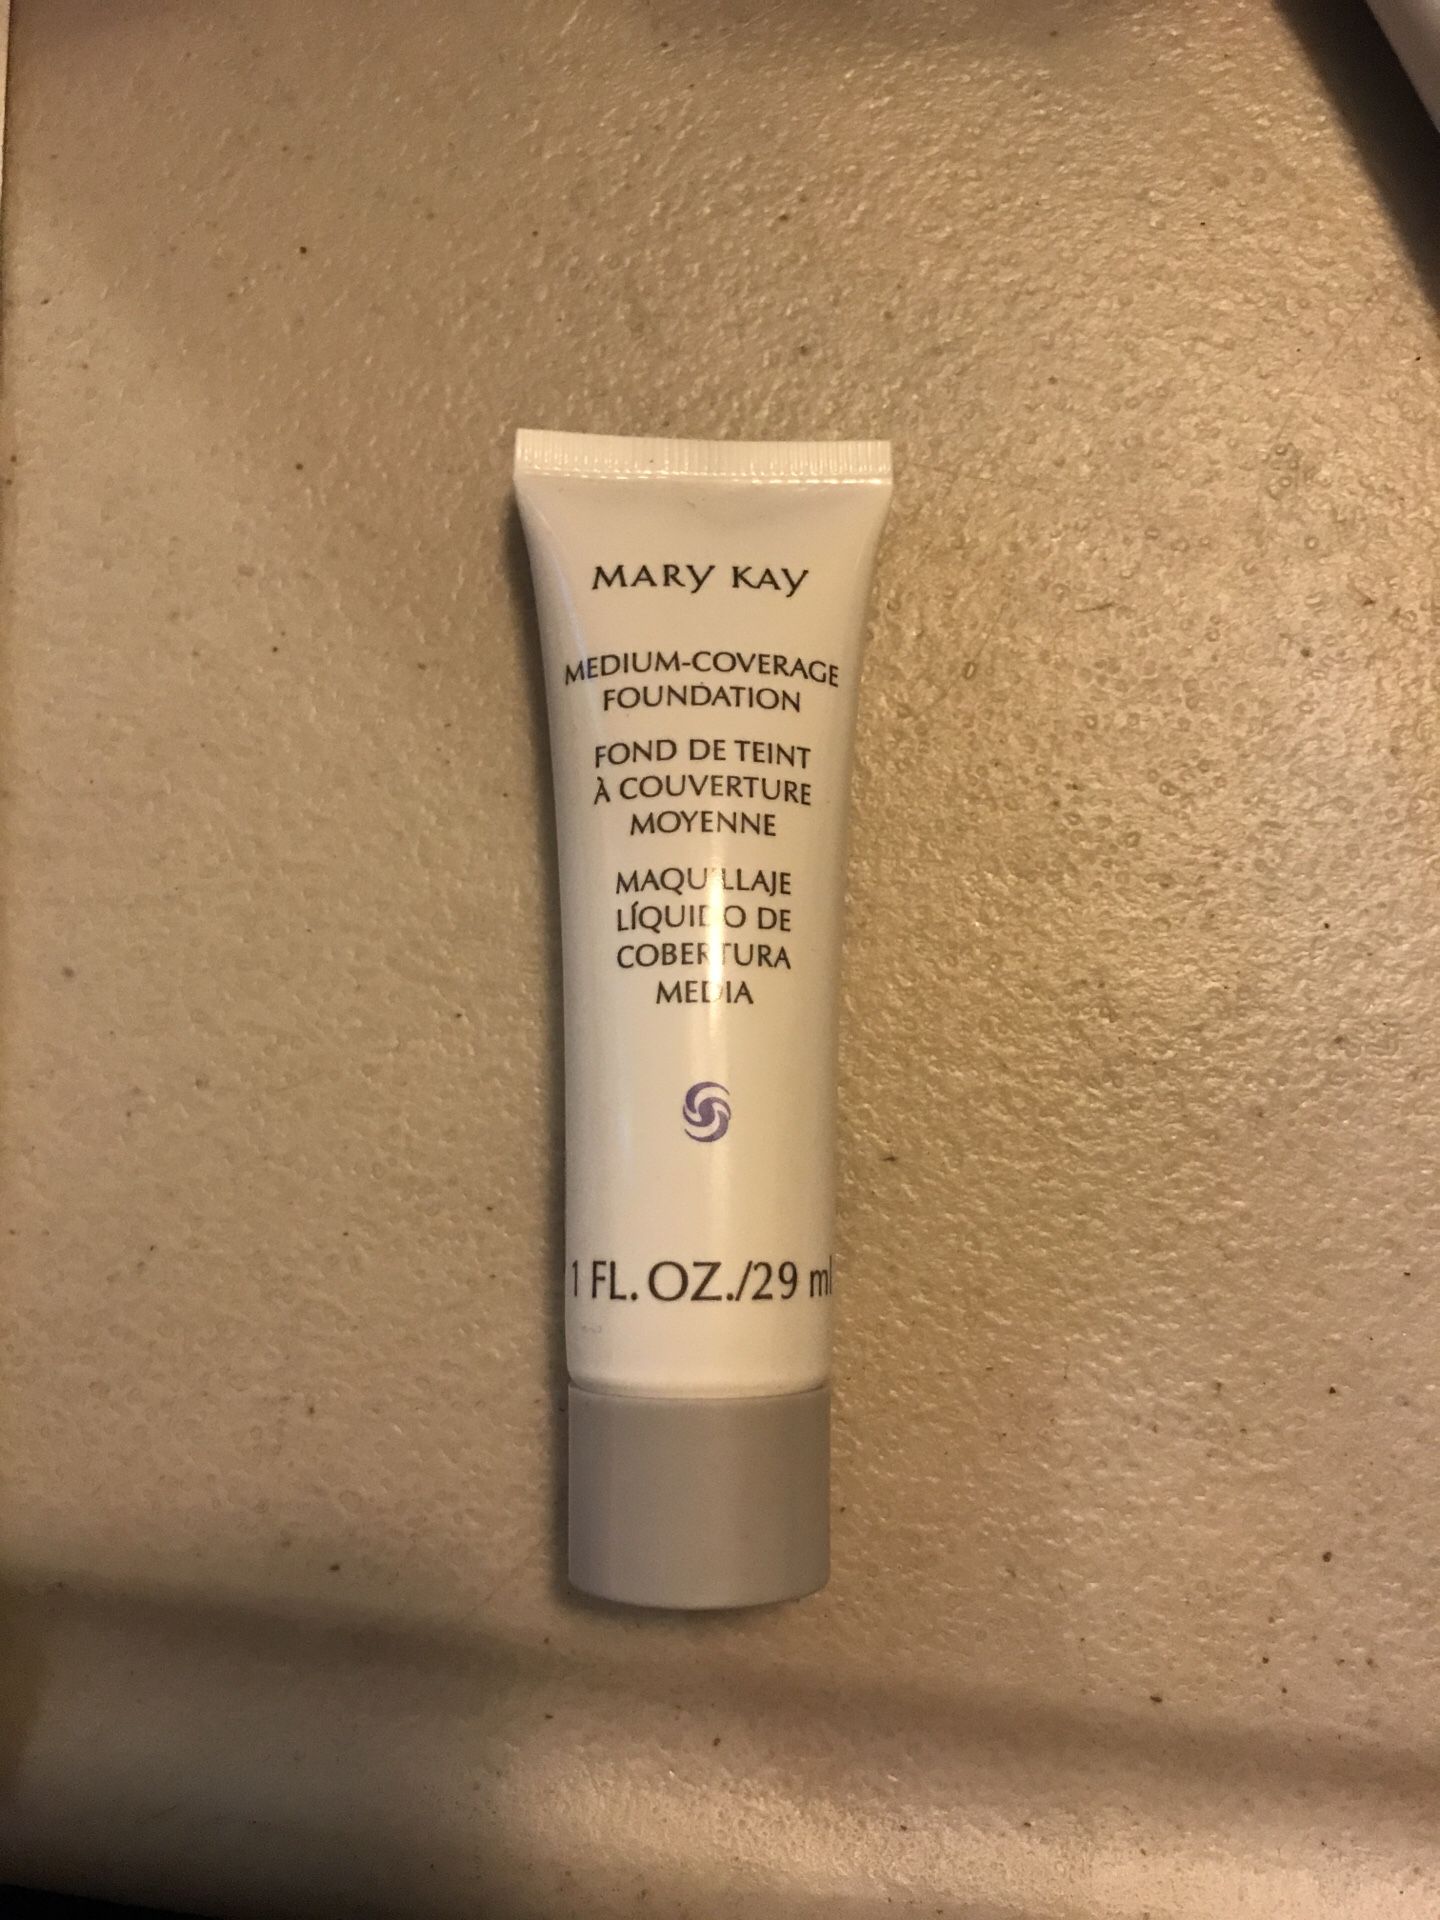 MARY KAY
MEDIUM-COVERAGE
FOUNDATION
FOND DE TEINT
À COUVERTURE
MOYENNE
MAQUILLAJE
LÍQUIDO DE
COBERTURA
MEDIA
1 FL. OZ./29 ml